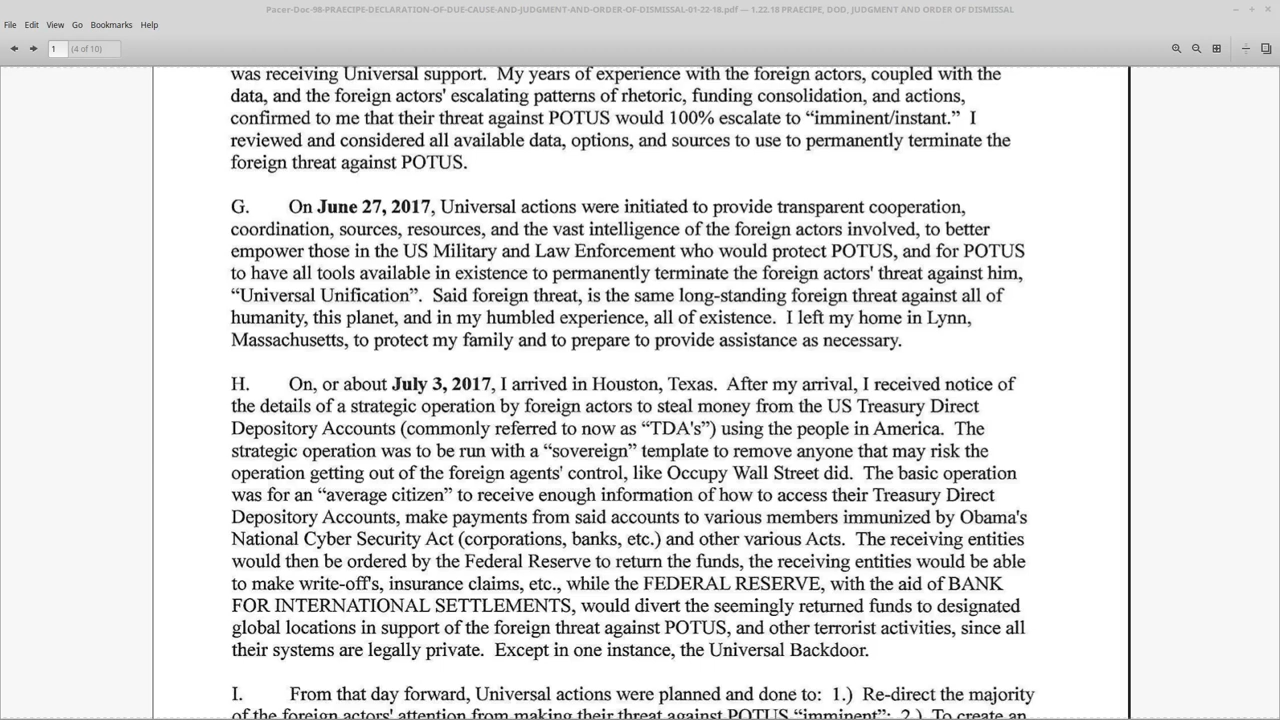 Pacer-Doc-98-PRAECIPE-DECLARATION-OF-DUE-CAUSE-AND-JUDGMENT-AND-ORDER-OF-DISMISSAL-01-22-18.pdf — 1.22.18 PRAECIPE, DOD, JUDGMENT AND ORDER OF DISMISSAL
File Edit View Go Bookmarks Help
1 (4 of 10)
was receiving Universal support. My years of experience with the foreign actors, coupled with the
data, and the foreign actors' escalating patterns of rhetoric, funding consolidation, and actions,
confirmed to me that their threat against POTUS would 100% escalate to “imminent/instant.” I
reviewed and considered all available data, options, and sources to use to permanently terminate the
foreign threat against POTUS.
G. On June 27, 2017, Universal actions were initiated to provide transparent cooperation,
coordination, sources, resources, and the vast intelligence of the foreign actors involved, to better
empower those in the US Military and Law Enforcement who would protect POTUS, and for POTUS
to have all tools available in existence to permanently terminate the foreign actors' threat against him,
“Universal Unification”. Said foreign threat, is the same long-standing foreign threat against all of
humanity, this planet, and in my humbled experience, all of existence. I left my home in Lynn,
Massachusetts, to protect my family and to prepare to provide assistance as necessary.
H. On, or about July 3, 2017, I arrived in Houston, Texas. After my arrival, I received notice of
the details of a strategic operation by foreign actors to steal money from the US Treasury Direct
Depository Accounts (commonly referred to now as “TDA's”) using the people in America. The
strategic operation was to be run with a “sovereign” template to remove anyone that may risk the
operation getting out of the foreign agents' control, like Occupy Wall Street did. The basic operation
was for an “average citizen” to receive enough information of how to access their Treasury Direct
Depository Accounts, make payments from said accounts to various members immunized by Obama's
National Cyber Security Act (corporations, banks, etc.) and other various Acts. The receiving entities
would then be ordered by the Federal Reserve to return the funds, the receiving entities would be able
to make write-off's, insurance claims, etc., while the FEDERAL RESERVE, with the aid of BANK
FOR INTERNATIONAL SETTLEMENTS, would divert the seemingly returned funds to designated
global locations in support of the foreign threat against POTUS, and other terrorist activities, since all
their systems are legally private. Except in one instance, the Universal Backdoor.
I. From that day forward, Universal actions were planned and done to: 1.) Re-direct the majority
of the foreign actors' attention from making their threat against POTUS “imminent”; 2.) To create an